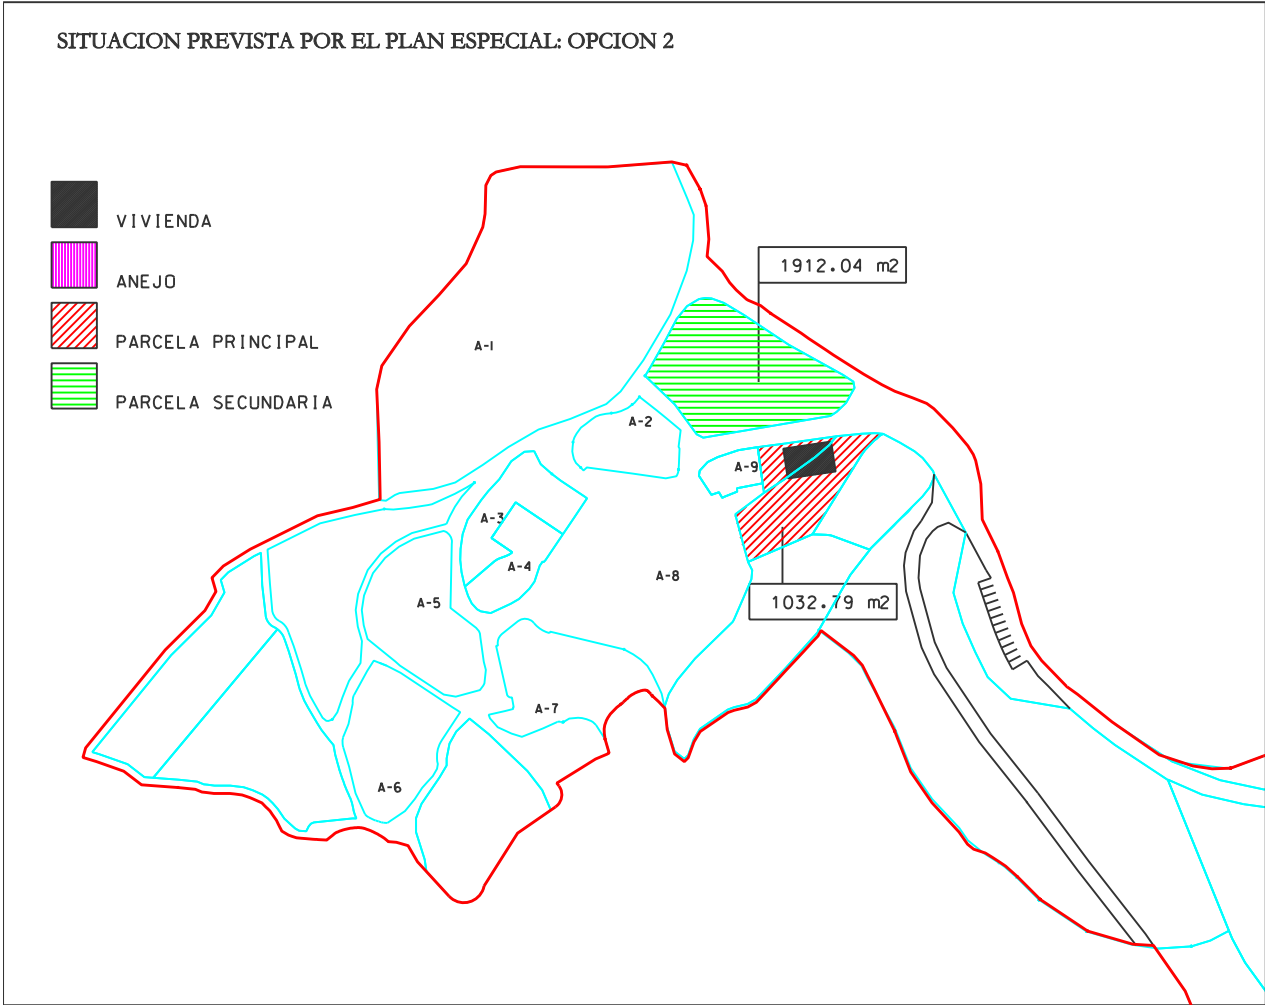 SITUACION PREVISTA POR EL PLAN ESPECIAL: OPCION 2
VIVIENDA
ANEJO
PARCELA PRINCIPAL
PARCELA SECUNDARIA
1912.04 m2
A-1
A-2
A-9
A-3
A-4
A-8
A-5
1032.79 m2
A-7
A-6